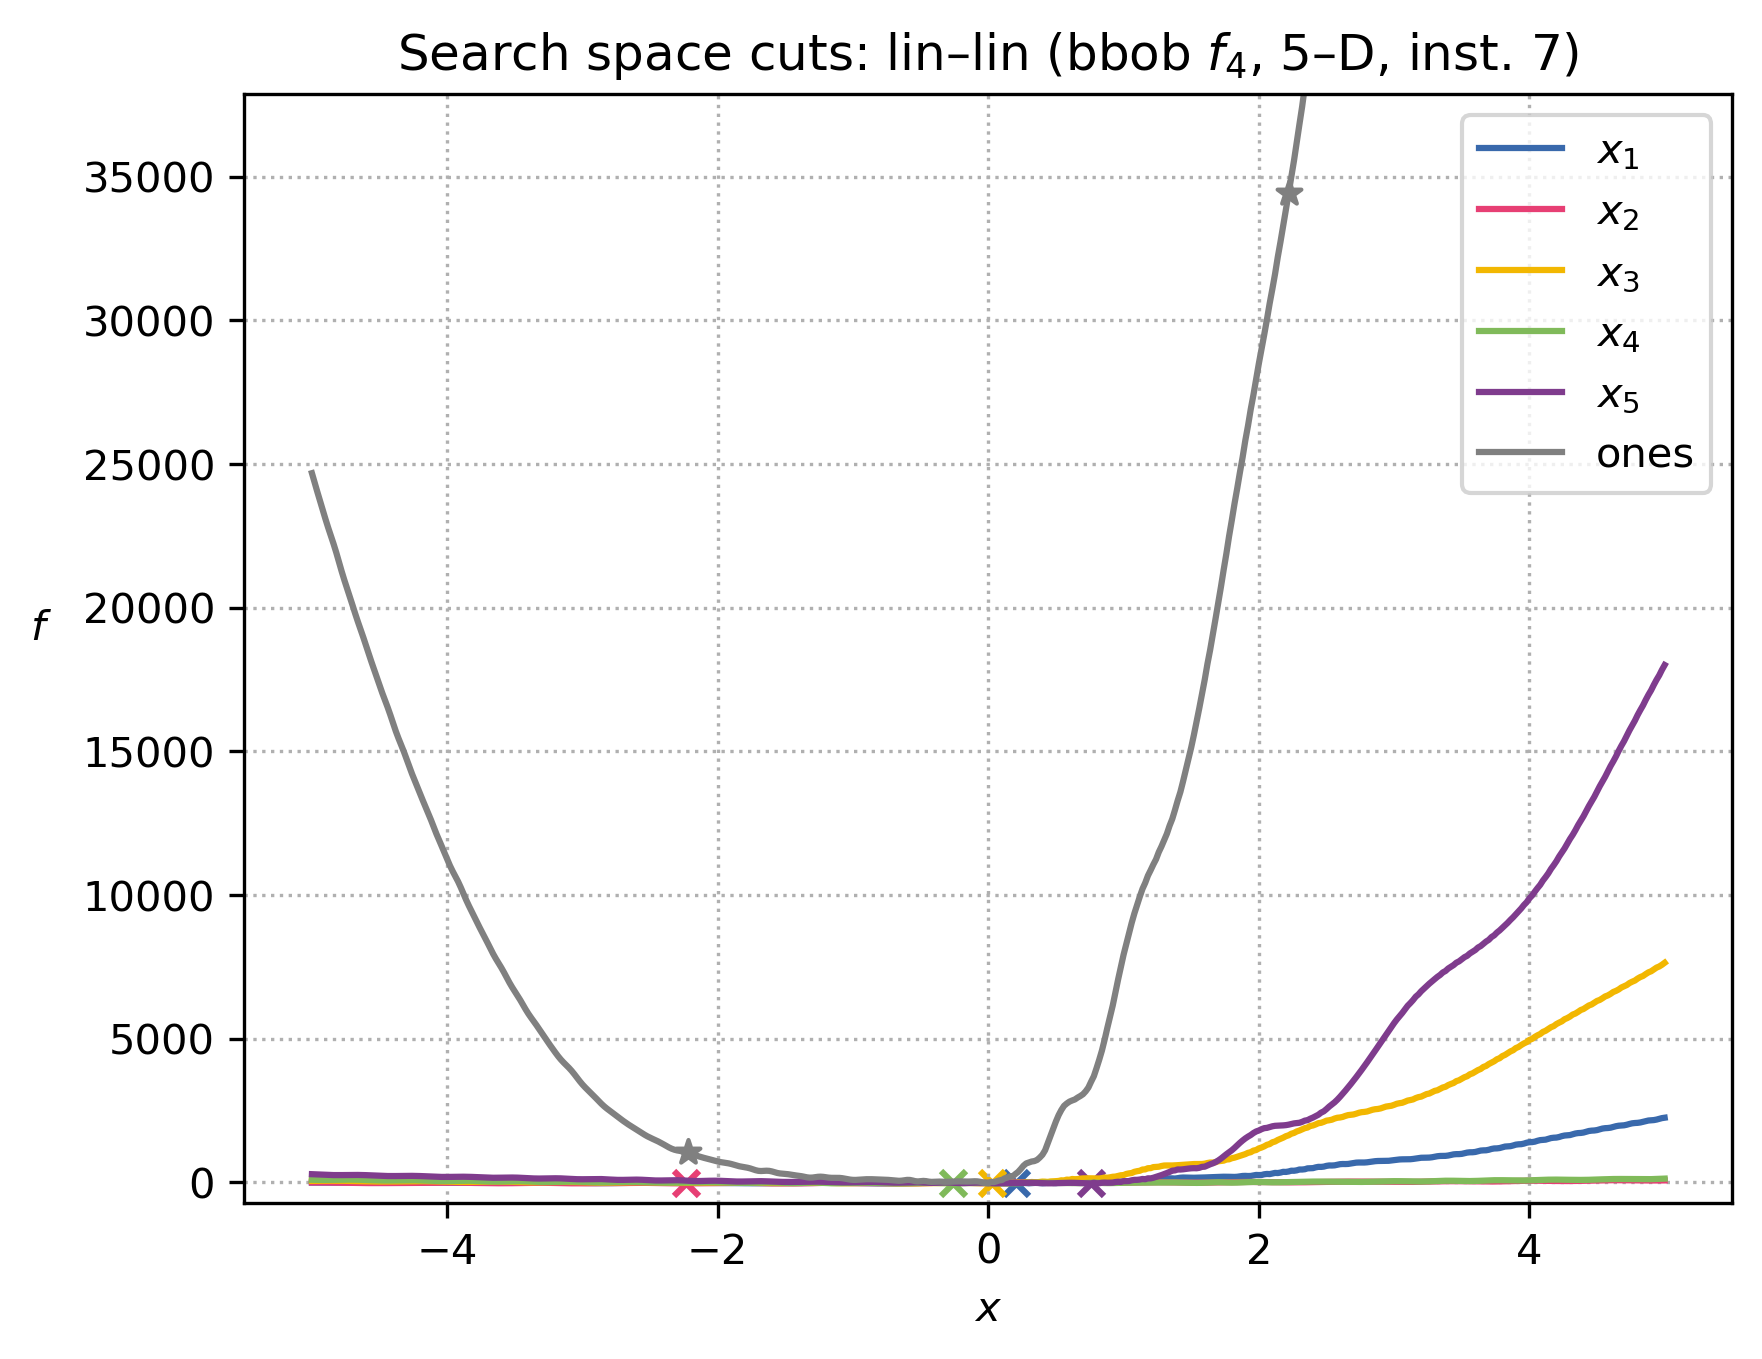 Search space cuts: lin–lin (bbob f₄, 5–D, inst. 7)
x₁
x₂
x₃
x₄
x₅
ones
35000
30000
25000
20000
15000
10000
5000
0
f
−4 −2 0 2 4
x